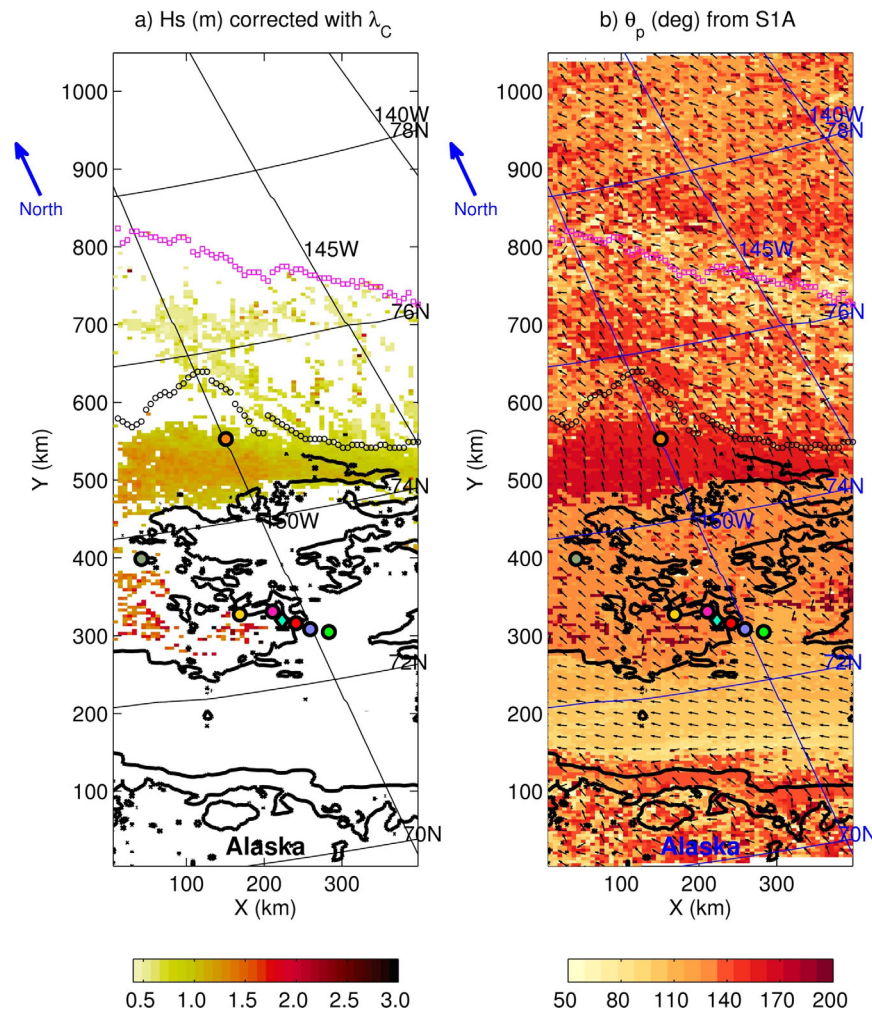 a) Hs (m) corrected with λ_C
b) θ_p (deg) from S1A
1000
900
800
700
600
500
400
300
200
100
Y (km)
North
140W
78N
145W
76N
74N
150W
72N
70N
Alaska
100
200
300
X (km)
0.5
1.0
1.5
2.0
2.5
3.0
1000
900
800
700
600
500
400
300
200
100
North
140W
78N
145W
76N
74N
150W
72N
70N
Alaska
100
200
300
X (km)
50
80
110
140
170
200